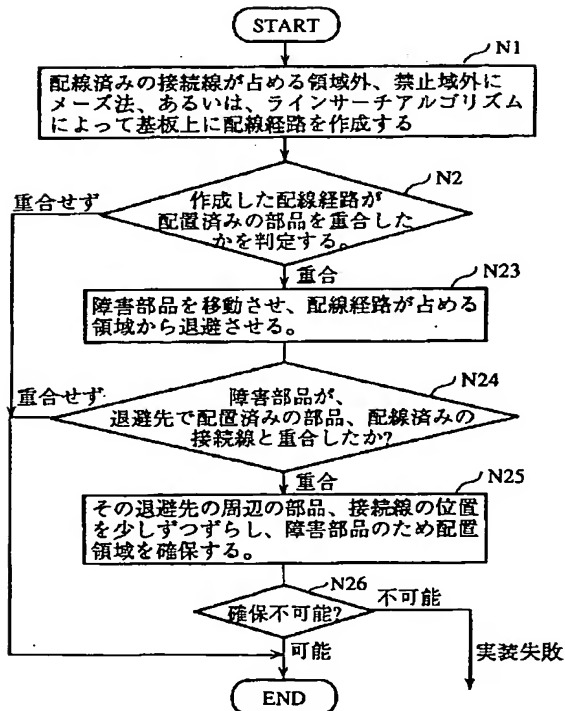 START
N1
配線済みの接続線が占める領域外、禁止域外に
メーズ法、あるいは、ラインサーチアルゴリズム
によって基板上に配線経路を作成する
N2
重合せず
作成した配線経路が
配置済みの部品を重合した
かを判定する。
重合
N23
障害部品を移動させ、配線経路が占める
領域から退避させる。
N24
重合せず
障害部品が、
退避先で配置済みの部品、配線済みの
接続線と重合したか?
重合
N25
その退避先の周辺の部品、接続線の位置
を少しずつずらし、障害部品のため配置
領域を確保する。
N26
不可能
確保不可能?
可能
実装失敗
END